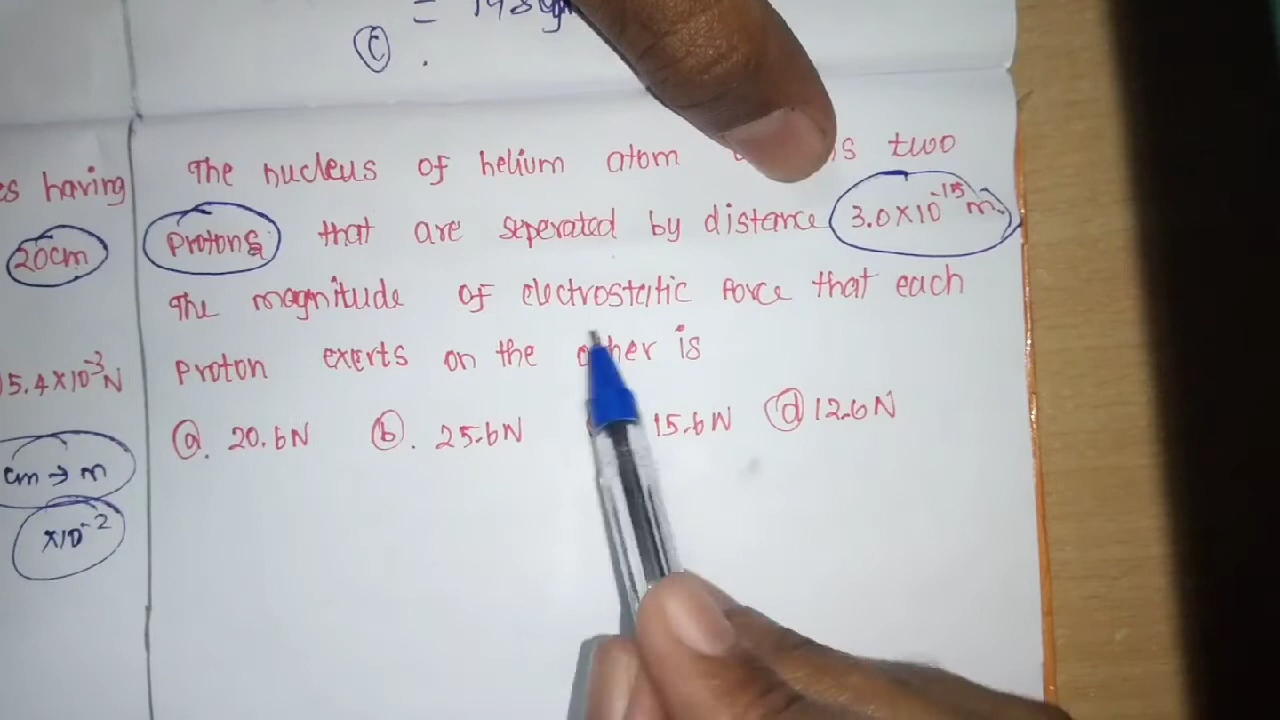 ©.
es having
20cm
5.4×10⁻³N
cm → m
×10⁻²
The nucleus of helium atom s two
protons that are seperated by distance 3.0×10⁻¹⁵m.
The magnitude of electrostatic force that each
proton exerts on the other is
ⓐ. 20.6N ⓑ. 25.6N 15.6N ⓓ 12.6N